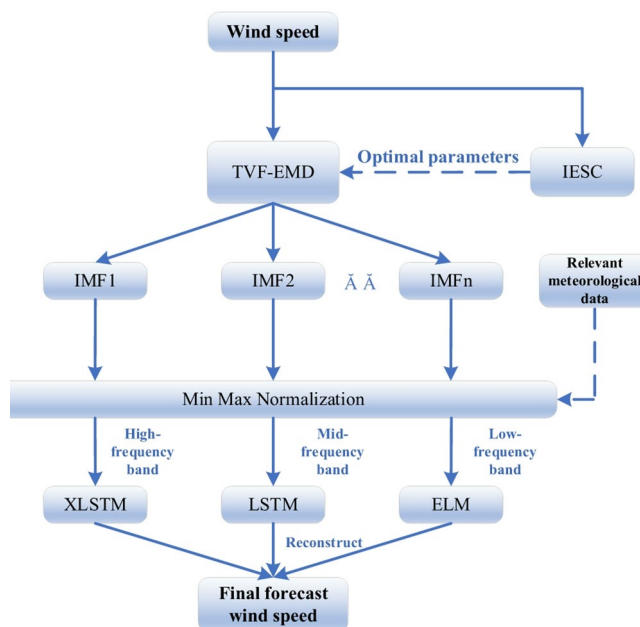 Wind speed
Optimal parameters
TVF-EMD
IESC
IMF1
IMF2
Ă Ă
IMFn
Relevant
meteorological
data
Min Max Normalization
High-
frequency
band
Mid-
frequency
band
Low-
frequency
band
XLSTM
LSTM
ELM
Reconstruct
Final forecast
wind speed